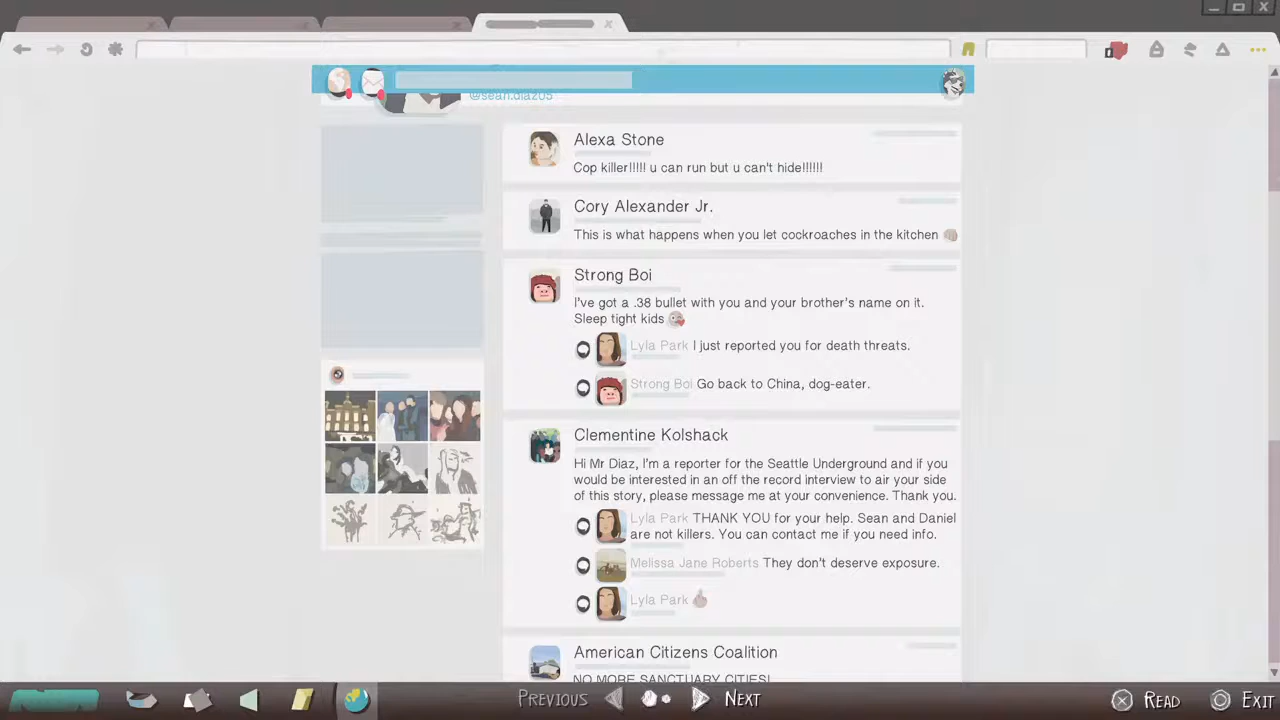 @sean.diaz05
Alexa Stone
Cop killer!!!!! u can run but u can't hide!!!!!!
Cory Alexander Jr.
This is what happens when you let cockroaches in the kitchen
Strong Boi
I've got a .38 bullet with you and your brother's name on it.
Sleep tight kids
Lyla Park I just reported you for death threats.
Strong Boi Go back to China, dog-eater.
Clementine Kolshack
Hi Mr Diaz, I'm a reporter for the Seattle Underground and if you
would be interested in an off the record interview to air your side
of this story, please message me at your convenience. Thank you.
Lyla Park THANK YOU for your help. Sean and Daniel
are not killers. You can contact me if you need info.
Melissa Jane Roberts They don't deserve exposure.
Lyla Park
American Citizens Coalition
NO MORE SANCTUARY CITIES!
PREVIOUS NEXT READ EXIT